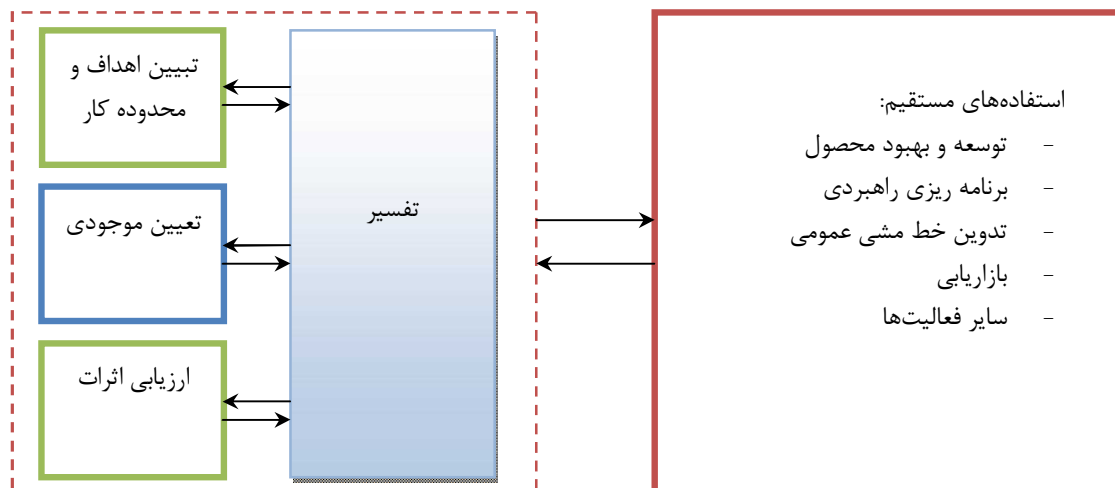 تبیین اهداف و
محدوده کار
تعیین موجودی
ارزیابی اثرات
تفسیر
استفاده‌های مستقیم:
- توسعه و بهبود محصول
- برنامه ریزی راهبردی
- تدوین خط مشی عمومی
- بازاریابی
- سایر فعالیت‌ها